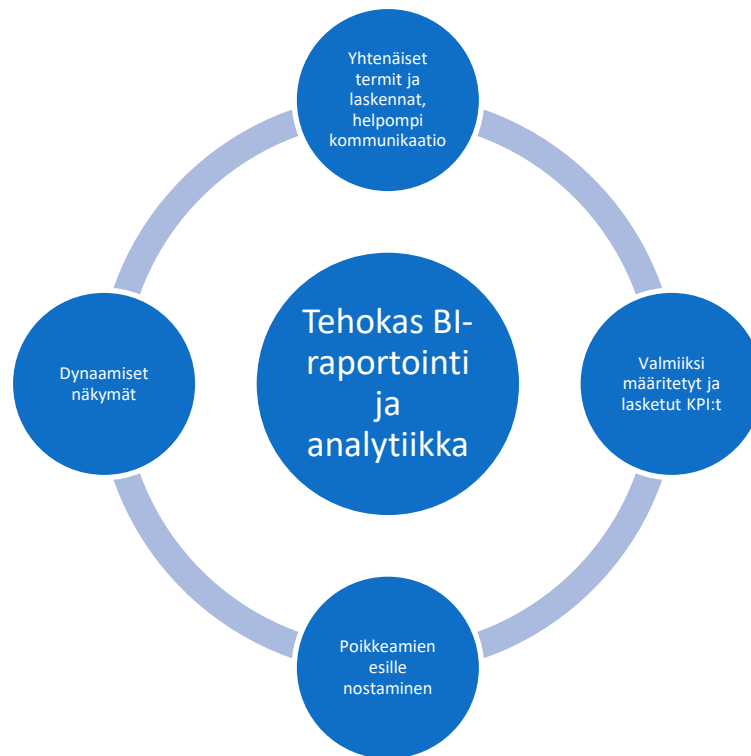 Yhtenäiset
termit ja
laskennat,
helpompi
kommunikaatio
Tehokas BI-
raportointi
ja
analytiikka
Dynaamiset
näkymät
Valmiiksi
määritetyt ja
lasketut KPI:t
Poikkeamien
esille
nostaminen